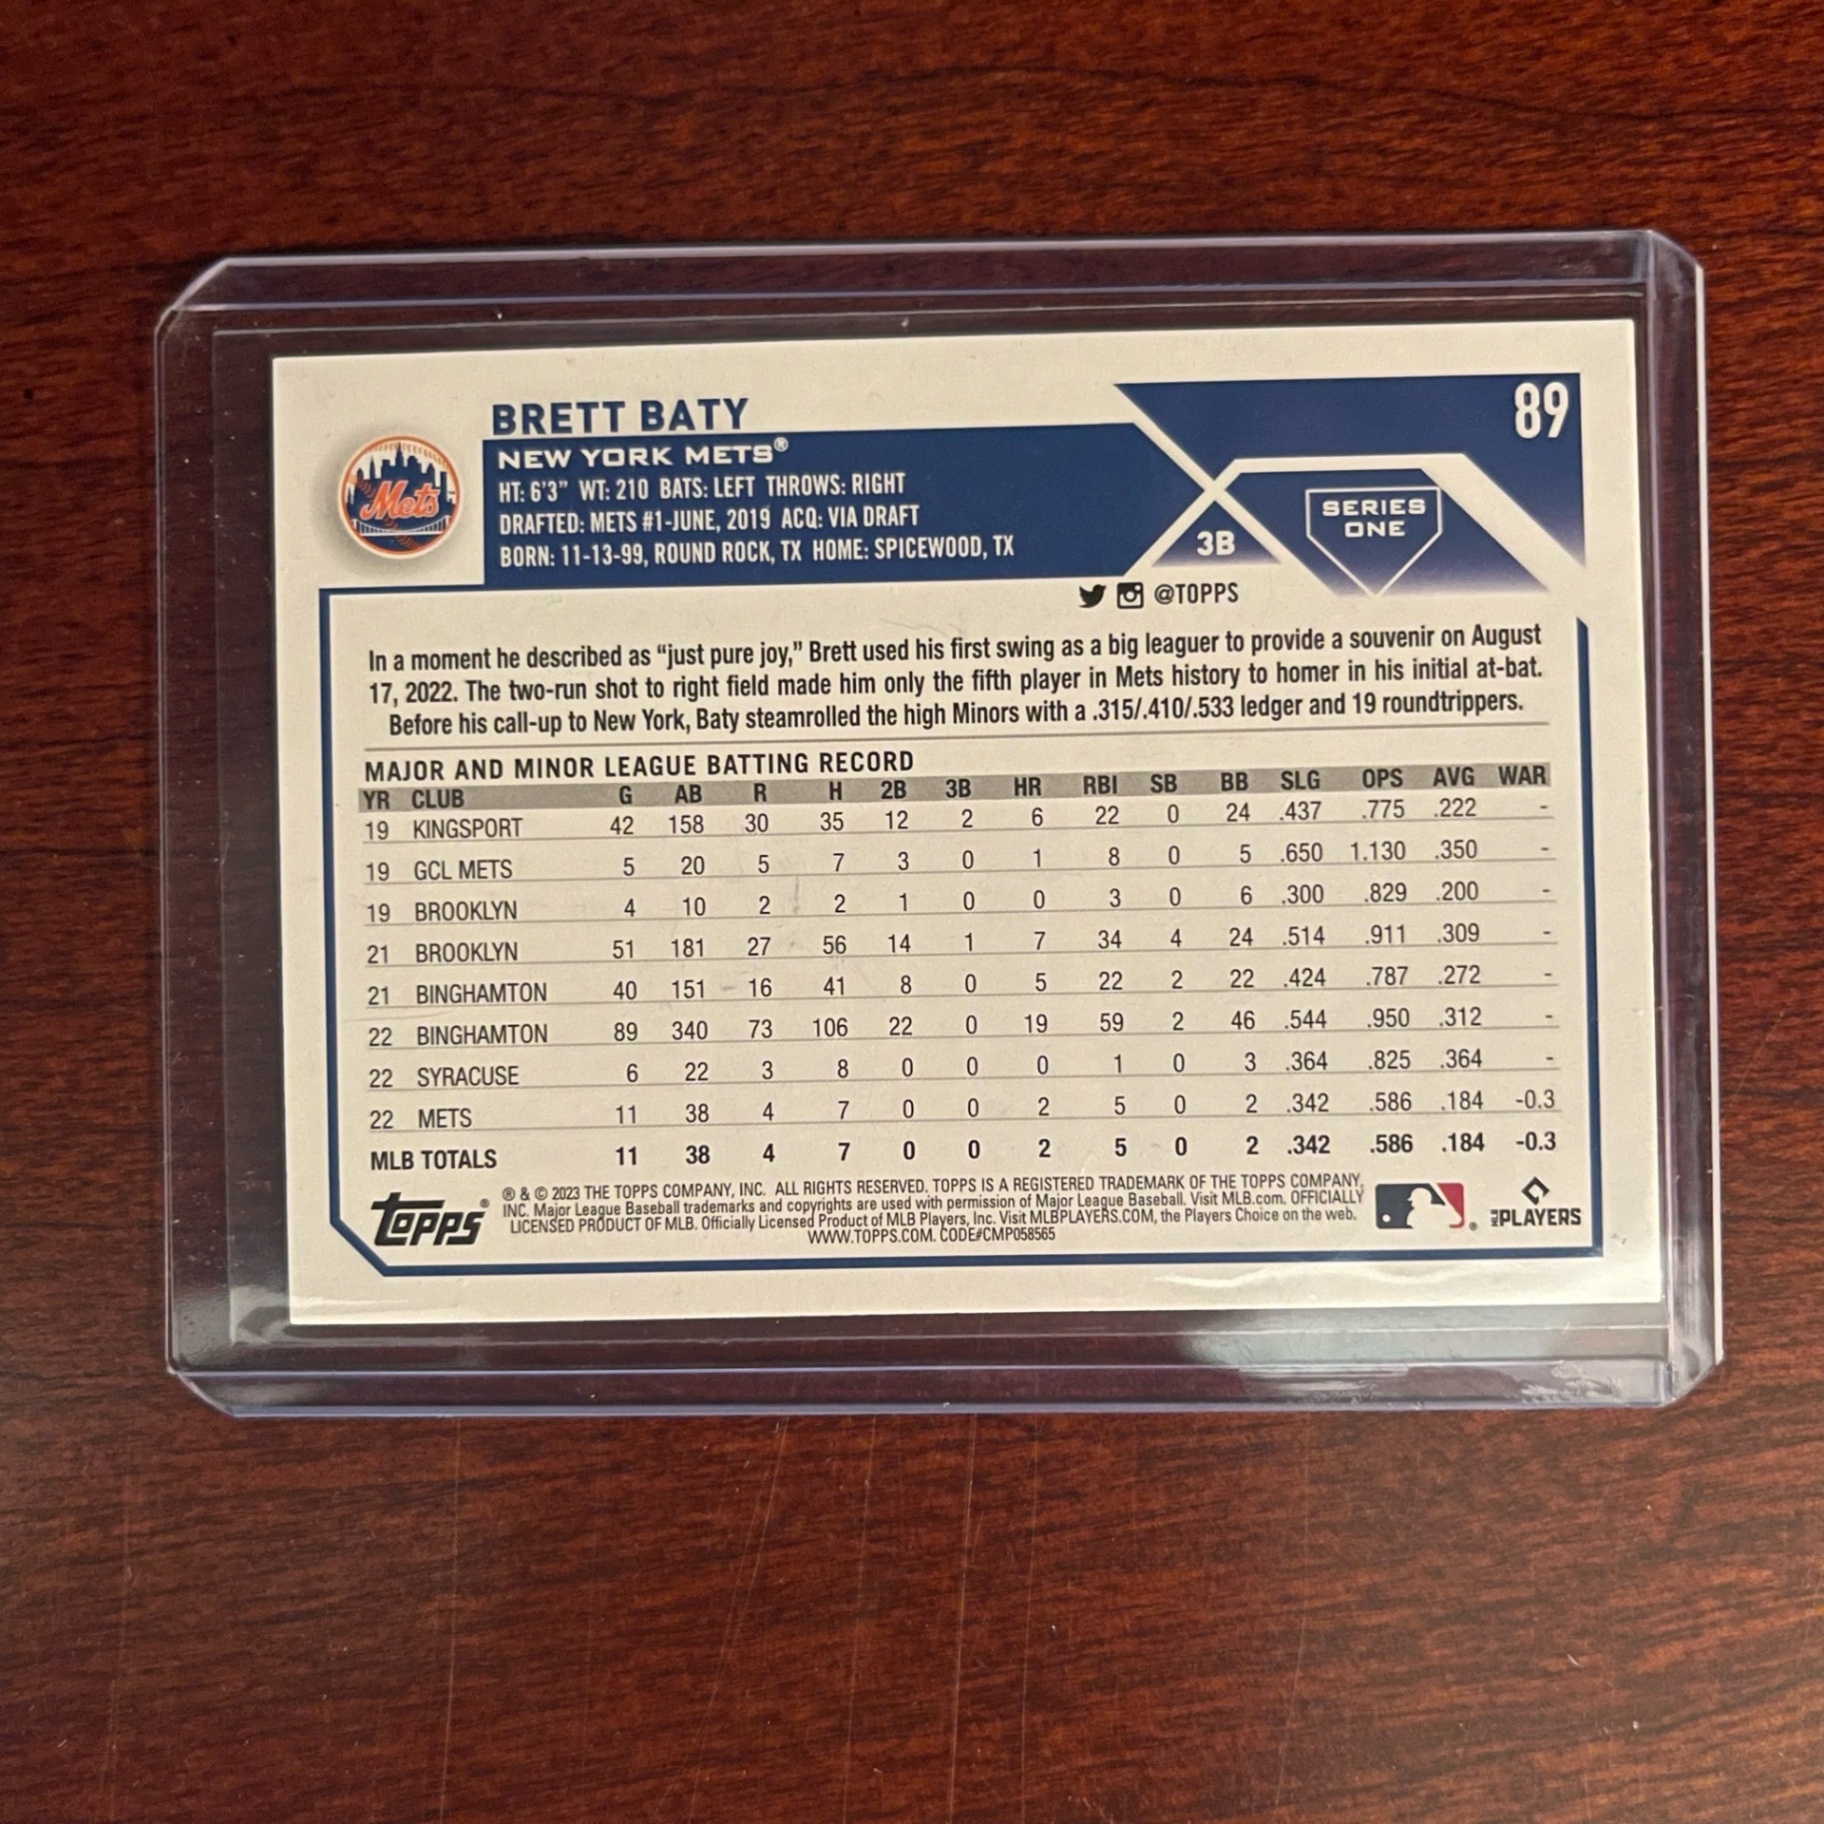 89
BRETT BATY
NEW YORK METS®
HT: 6'3" WT: 210 BATS: LEFT THROWS: RIGHT
DRAFTED: METS #1-JUNE, 2019 ACQ: VIA DRAFT
BORN: 11-13-99, ROUND ROCK, TX HOME: SPICEWOOD, TX
Mets
3B
SERIES
ONE
@TOPPS
In a moment he described as “just pure joy,” Brett used his first swing as a big leaguer to provide a souvenir on August
17, 2022. The two-run shot to right field made him only the fifth player in Mets history to homer in his initial at-bat.
Before his call-up to New York, Baty steamrolled the high Minors with a .315/.410/.533 ledger and 19 roundtrippers.
MAJOR AND MINOR LEAGUE BATTING RECORD
YR CLUB G AB R H 2B 3B HR RBI SB BB SLG OPS AVG WAR
19 KINGSPORT 42 158 30 35 12 2 6 22 0 24 .437 .775 .222 -
19 GCL METS 5 20 5 7 3 0 1 8 0 5 .650 1.130 .350 -
19 BROOKLYN 4 10 2 2 1 0 0 3 0 6 .300 .829 .200 -
21 BROOKLYN 51 181 27 56 14 1 7 34 4 24 .514 .911 .309 -
21 BINGHAMTON 40 151 16 41 8 0 5 22 2 22 .424 .787 .272 -
22 BINGHAMTON 89 340 73 106 22 0 19 59 2 46 .544 .950 .312 -
22 SYRACUSE 6 22 3 8 0 0 0 1 0 3 .364 .825 .364 -
22 METS 11 38 4 7 0 0 2 5 0 2 .342 .586 .184 -0.3
MLB TOTALS 11 38 4 7 0 0 2 5 0 2 .342 .586 .184 -0.3
topps®
® & © 2023 THE TOPPS COMPANY, INC. ALL RIGHTS RESERVED. TOPPS IS A REGISTERED TRADEMARK OF THE TOPPS COMPANY,
INC. Major League Baseball trademarks and copyrights are used with permission of Major League Baseball. Visit MLB.com. OFFICIALLY
LICENSED PRODUCT OF MLB. Officially Licensed Product of MLB Players, Inc. Visit MLBPLAYERS.COM, the Players Choice on the web.
WWW.TOPPS.COM. CODE#CMP058565
MLB PLAYERS